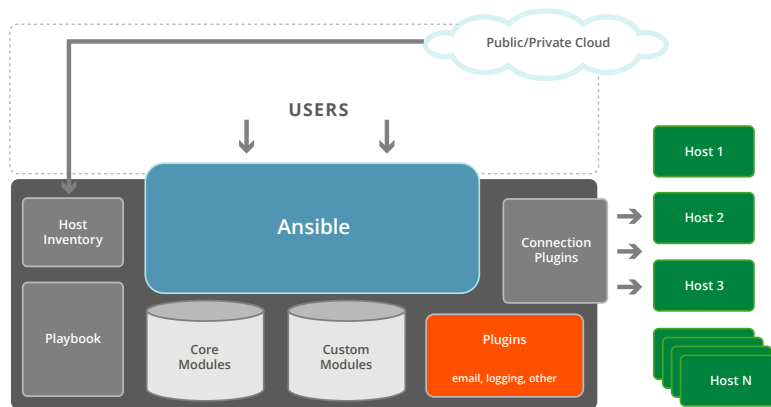 Public/Private Cloud
USERS
Host 1
Host
Inventory
Ansible
Connection
Plugins
Host 2
Host 3
Playbook
Core
Modules
Custom
Modules
Plugins
email, logging, other
Host N